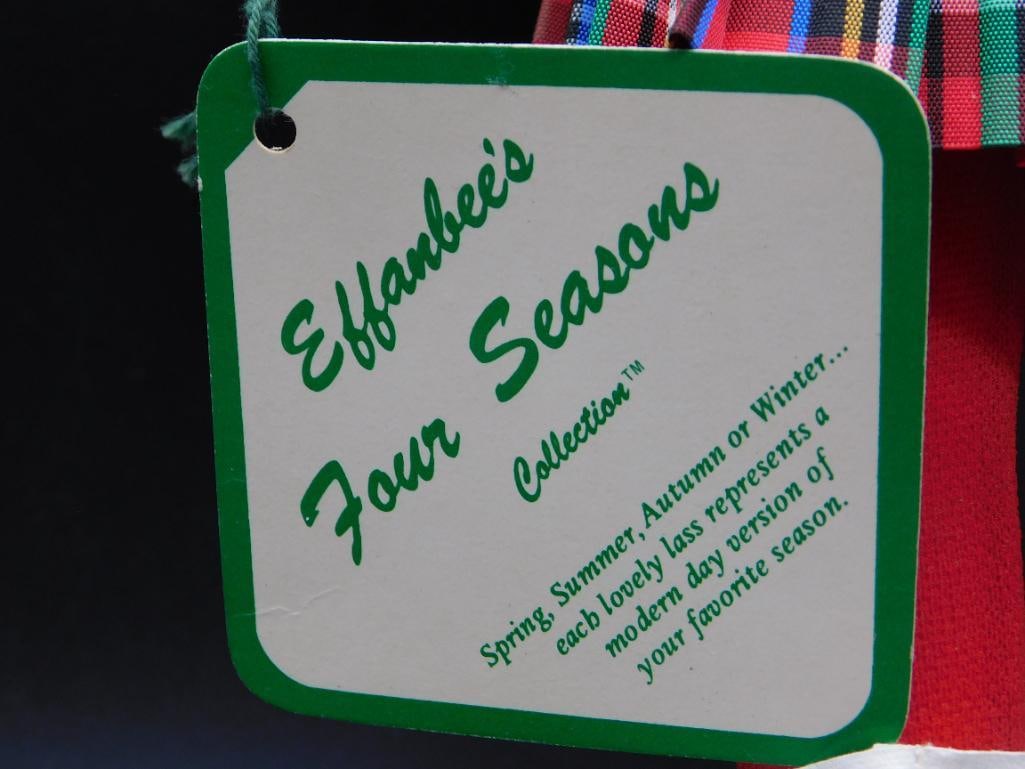 Effanbee's
Four Seasons
Collection™
Spring, Summer, Autumn or Winter...
each lovely lass represents a
modern day version of
your favorite season.